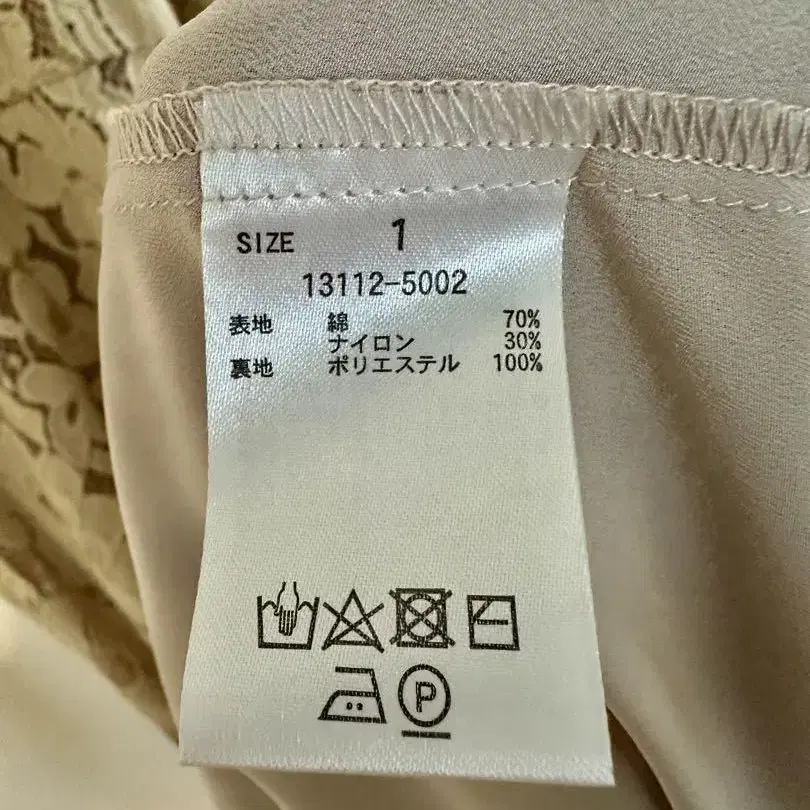 SIZE 1
13112-5002
表地 綿 70%
ナイロン 30%
裏地 ポリエステル 100%
P